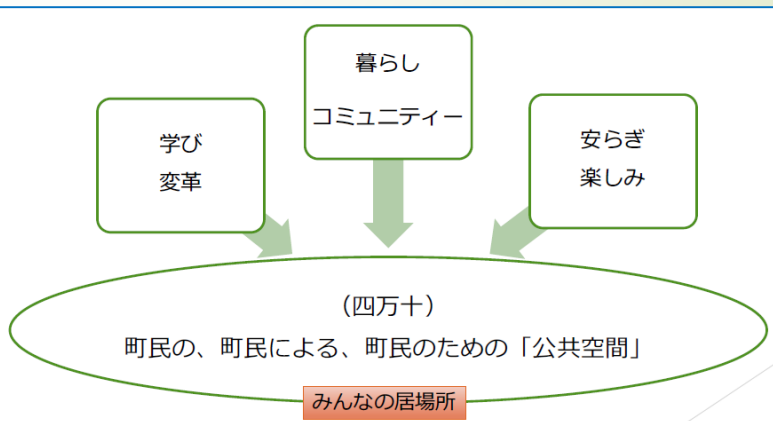 学び
変革
暮らし
コミュニティー
安らぎ
楽しみ
(四万十)
町民の、町民による、町民のための「公共空間」
みんなの居場所